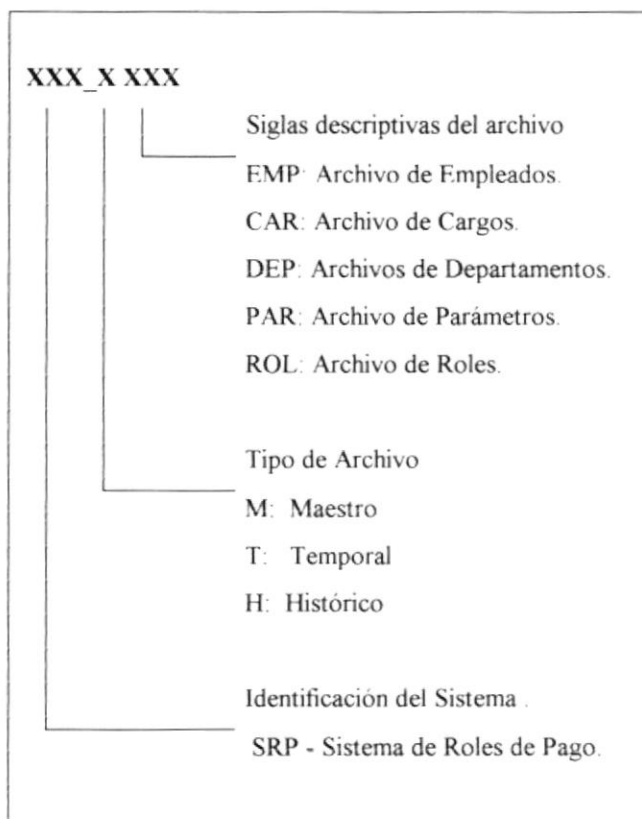 XXX_X XXX
Siglas descriptivas del archivo
EMP: Archivo de Empleados.
CAR: Archivo de Cargos.
DEP: Archivos de Departamentos.
PAR: Archivo de Parámetros.
ROL: Archivo de Roles.
Tipo de Archivo
M: Maestro
T: Temporal
H: Histórico
Identificación del Sistema .
SRP - Sistema de Roles de Pago.